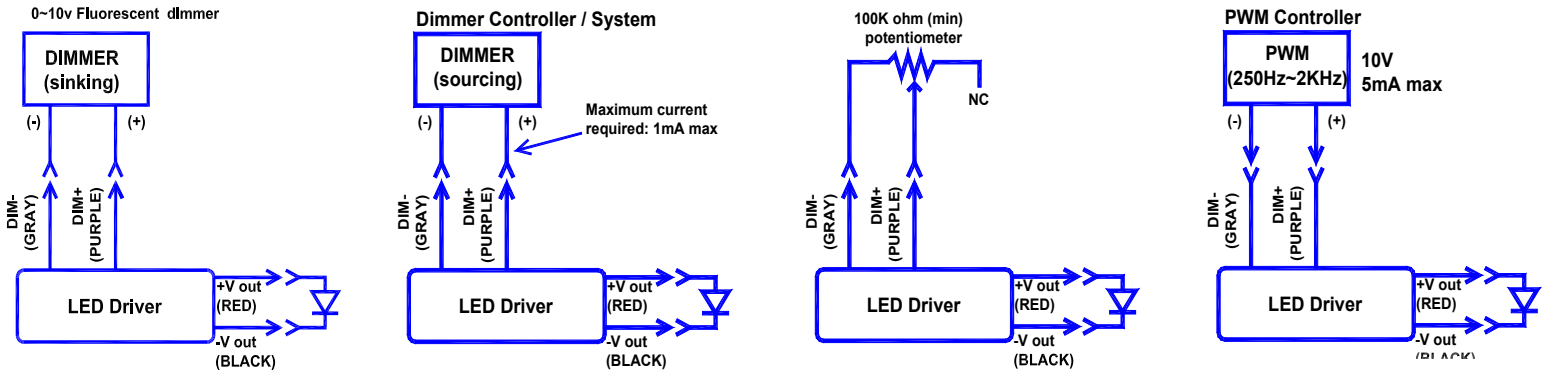 0~10v Fluorescent dImmer
DIMMER
(sinking)
(-)
(+)
DIM-
(GRAY)
DIM+
(PURPLE)
LED Driver
+V out
(RED)
-V out
(BLACK)
Dimmer Controller / System
DIMMER
(sourcing)
(-)
(+)
Maximum current
required: 1mA max
DIM-
(GRAY)
DIM+
(PURPLE)
LED Driver
+V out
(RED)
-V out
(BLACK)
100K ohm (min)
potentiometer
NC
DIM-
(GRAY)
DIM+
(PURPLE)
LED Driver
+V out
(RED)
-V out
(BLACK)
PWM Controller
PWM
(250Hz~2KHz)
10V
5mA max
(-)
(+)
DIM-
(GRAY)
DIM+
(PURPLE)
LED Driver
+V out
(RED)
-V out
(BLACK)